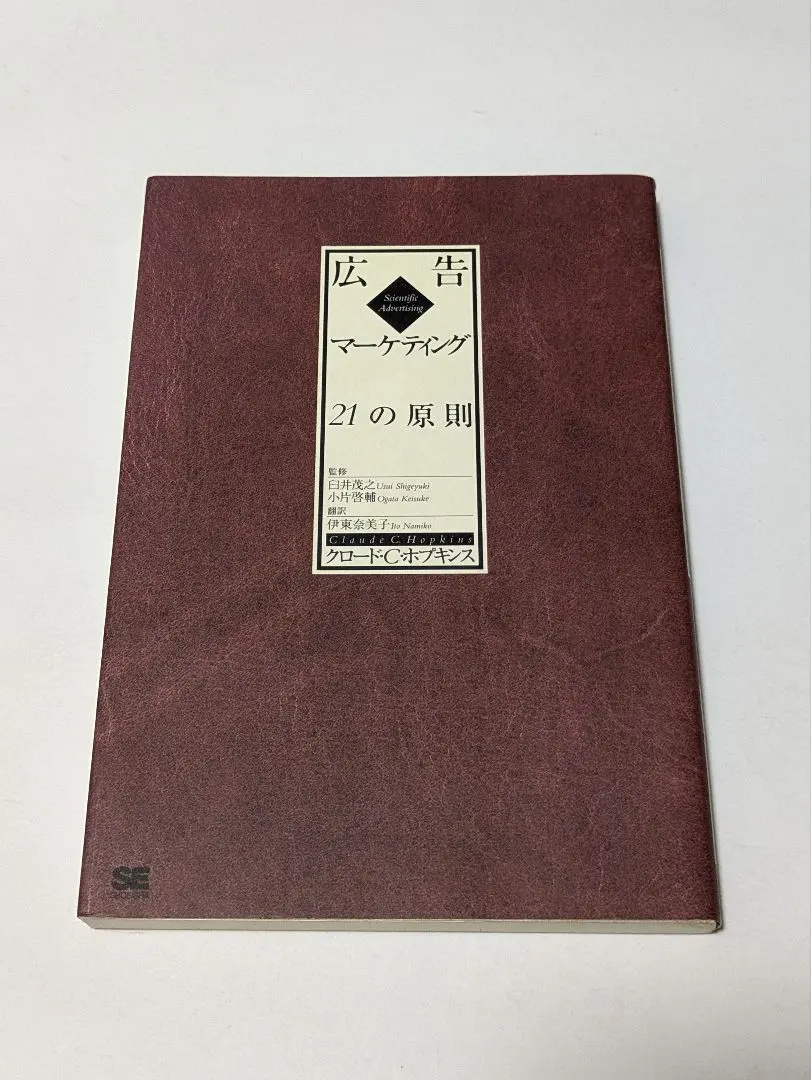 広告
Scientific
Advertising
マーケティング
21の原則
監修
臼井茂之 Usui Shigeyuki
小片啓輔 Ogata Keisuke
翻訳
伊東奈美子 Ito Namiko
Claude C. Hopkins
クロード・C・ホプキンス
SE
SHOEISHA